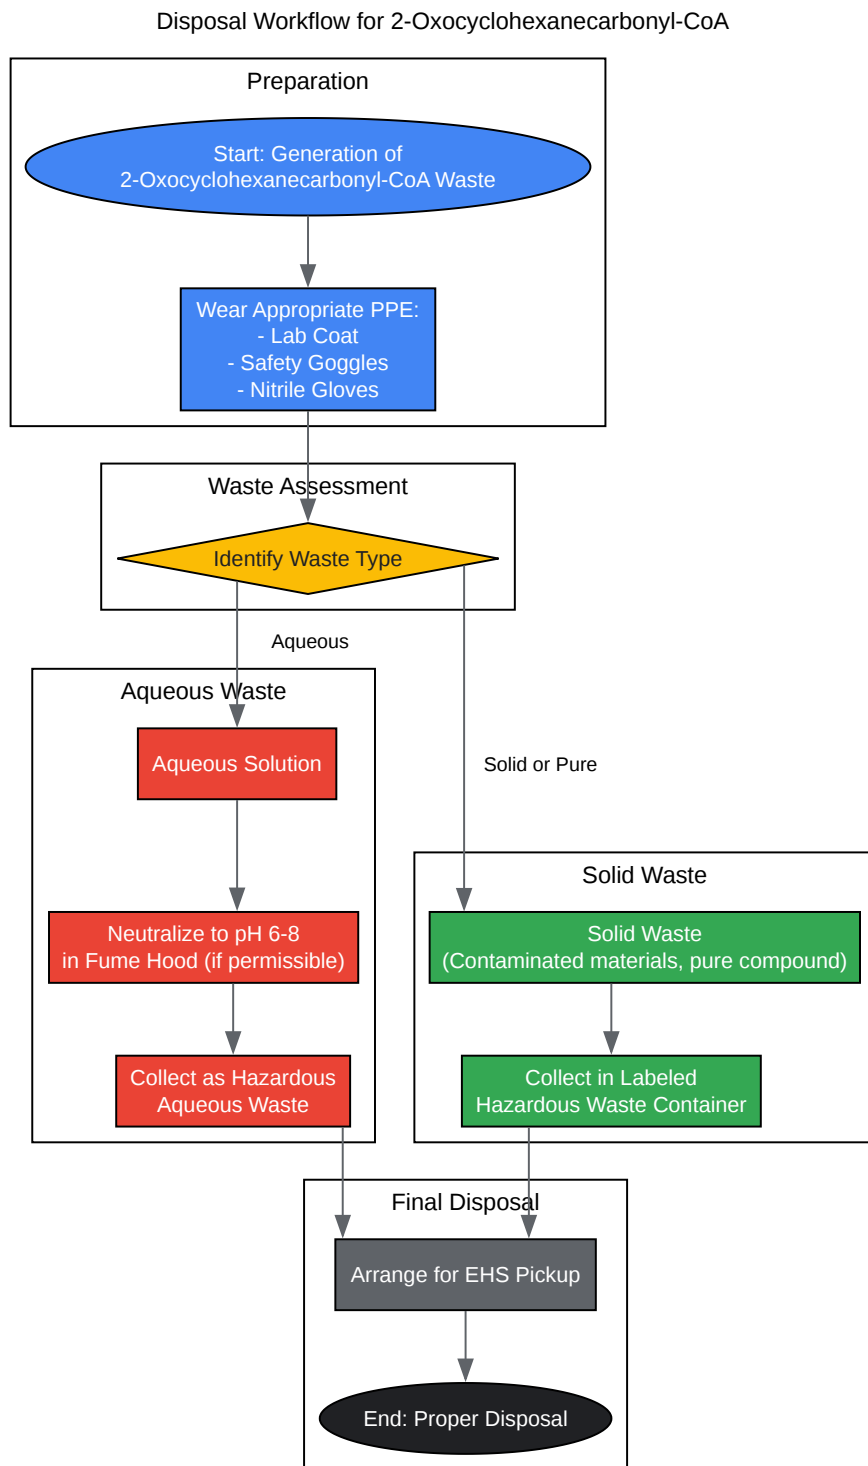 Disposal Workflow for 2-Oxocyclohexanecarbonyl-CoA
Preparation
Start: Generation of
2-Oxocyclohexanecarbonyl-CoA Waste
Wear Appropriate PPE:
- Lab Coat
- Safety Goggles
- Nitrile Gloves
Waste Assessment
Identify Waste Type
Aqueous
Aqueous Waste
Aqueous Solution
Neutralize to pH 6-8
in Fume Hood (if permissible)
Collect as Hazardous
Aqueous Waste
Solid or Pure
Solid Waste
Solid Waste
(Contaminated materials, pure compound)
Collect in Labeled
Hazardous Waste Container
Final Disposal
Arrange for EHS Pickup
End: Proper Disposal